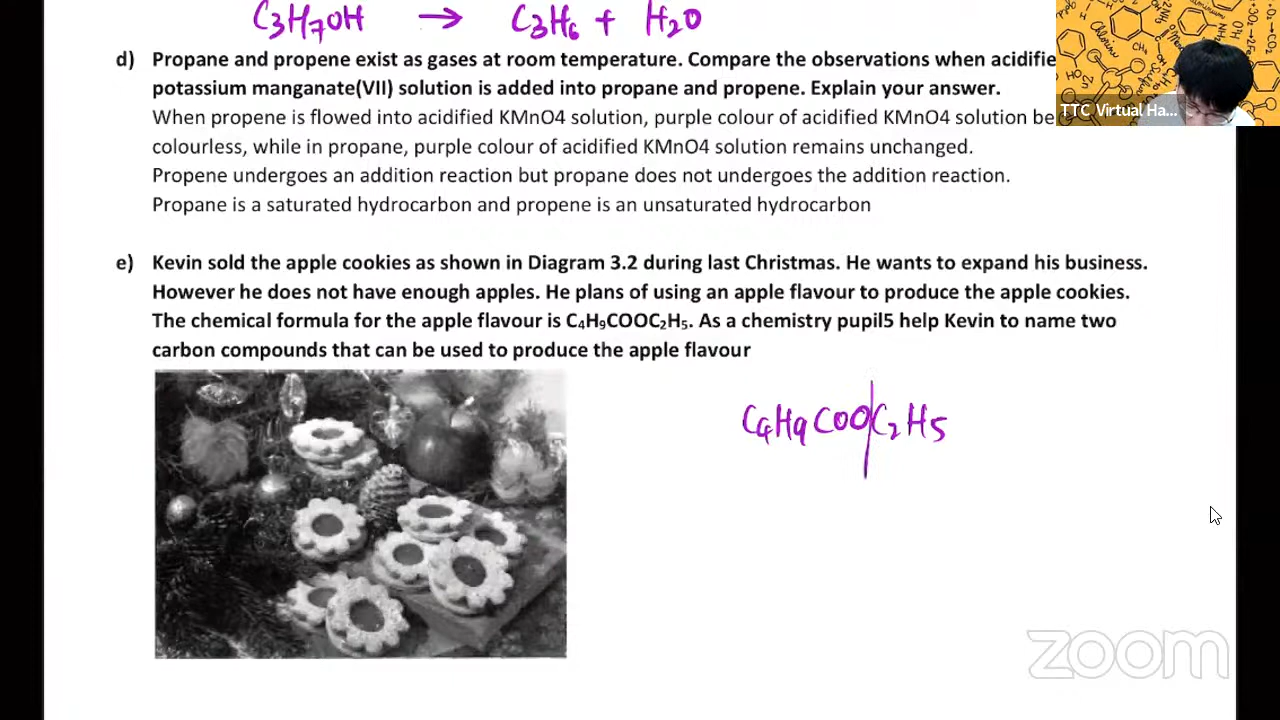 C3H7OH → C3H6 + H2O
d) Propane and propene exist as gases at room temperature. Compare the observations when acidifie
potassium manganate(VII) solution is added into propane and propene. Explain your answer.
When propene is flowed into acidified KMnO4 solution, purple colour of acidified KMnO4 solution be
colourless, while in propane, purple colour of acidified KMnO4 solution remains unchanged.
Propene undergoes an addition reaction but propane does not undergoes the addition reaction.
Propane is a saturated hydrocarbon and propene is an unsaturated hydrocarbon
e) Kevin sold the apple cookies as shown in Diagram 3.2 during last Christmas. He wants to expand his business.
However he does not have enough apples. He plans of using an apple flavour to produce the apple cookies.
The chemical formula for the apple flavour is C₄H₉COOC₂H₅. As a chemistry pupil5 help Kevin to name two
carbon compounds that can be used to produce the apple flavour
C4H9COO|C2H5
TTC Virtual Ha...
zoom